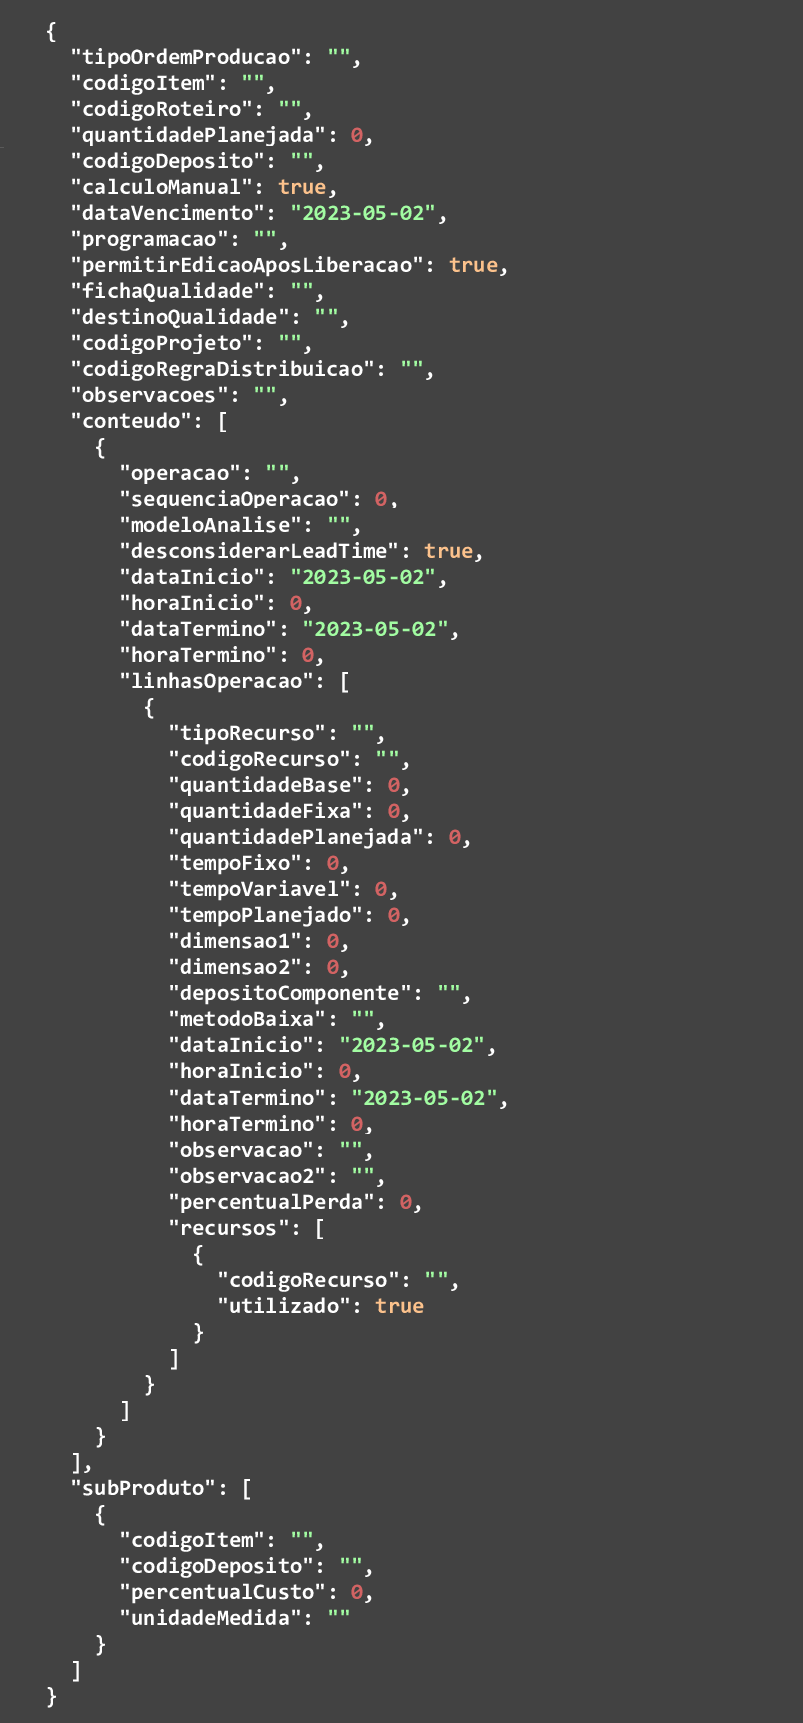 {
  "tipoOrdemProducao": "",
  "codigoItem": "",
  "codigoRoteiro": "",
  "quantidadePlanejada": 0,
  "codigoDeposito": "",
  "calculoManual": true,
  "dataVencimento": "2023-05-02",
  "programacao": "",
  "permitirEdicaoAposLiberacao": true,
  "fichaQualidade": "",
  "destinoQualidade": "",
  "codigoProjeto": "",
  "codigoRegraDistribuicao": "",
  "observacoes": "",
  "conteudo": [
    {
      "operacao": "",
      "sequenciaOperacao": 0,
      "modeloAnalise": "",
      "desconsiderarLeadTime": true,
      "dataInicio": "2023-05-02",
      "horaInicio": 0,
      "dataTermino": "2023-05-02",
      "horaTermino": 0,
      "linhasOperacao": [
        {
          "tipoRecurso": "",
          "codigoRecurso": "",
          "quantidadeBase": 0,
          "quantidadeFixa": 0,
          "quantidadePlanejada": 0,
          "tempoFixo": 0,
          "tempoVariavel": 0,
          "tempoPlanejado": 0,
          "dimensao1": 0,
          "dimensao2": 0,
          "depositoComponente": "",
          "metodoBaixa": "",
          "dataInicio": "2023-05-02",
          "horaInicio": 0,
          "dataTermino": "2023-05-02",
          "horaTermino": 0,
          "observacao": "",
          "observacao2": "",
          "percentualPerda": 0,
          "recursos": [
            {
              "codigoRecurso": "",
              "utilizado": true
            }
          ]
        }
      ]
    }
  ],
  "subProduto": [
    {
      "codigoItem": "",
      "codigoDeposito": "",
      "percentualCusto": 0,
      "unidadeMedida": ""
    }
  ]
}